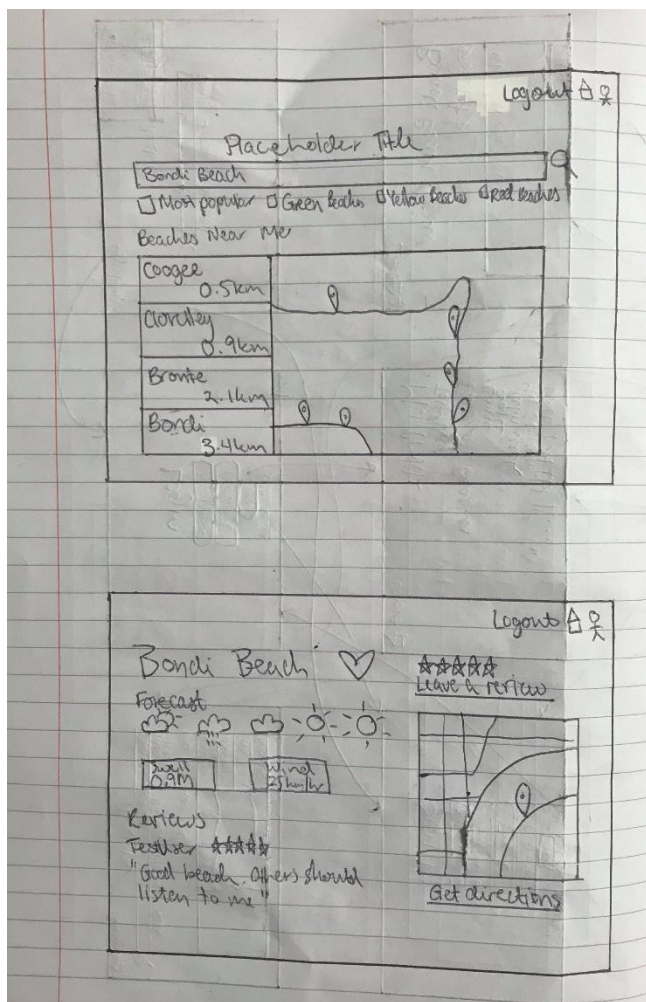 Logout
Placeholder Title
Bondi Beach
Most popular Green Beaches Yellow Beaches Red Beaches
Beaches Near Me
Coogee
0.5km
Clovelley
0.9km
Bronte
2.1km
Bondi
3.4km
Logout
Bondi Beach
Leave a review
Forecast
Swell
0.9M
Wind
25km/hr
Reviews
TestUser
"Good beach. Others should
listen to me"
Get directions